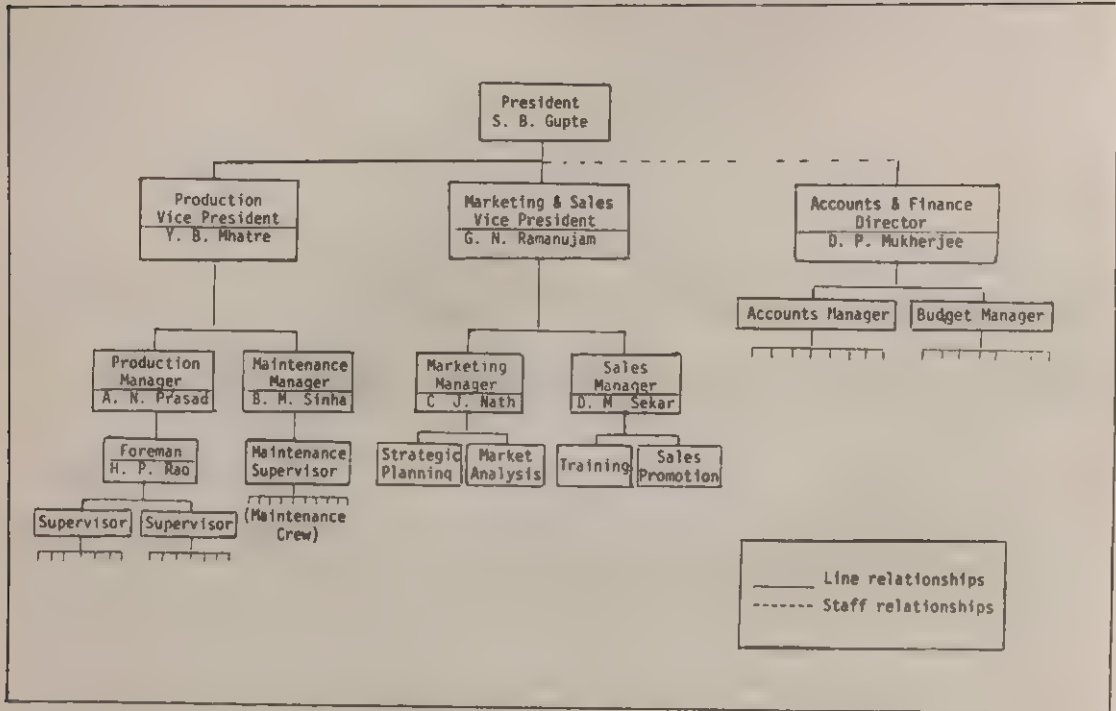 President
S. B. Gupte
Production
Vice President
Y. B. Mhatre
Marketing & Sales
Vice President
G. N. Ramanujam
Accounts & Finance
Director
D. P. Mukherjee
Accounts Manager
Budget Manager
Production
Manager
A. N. Prasad
Maintenance
Manager
B. M. Sinha
Marketing
Manager
C J. Nath
Sales
Manager
D. M Sekar
Foreman
H. P. Rao
Maintenance
Supervisor
Strategic
Planning
Market
Analysis
Training
Sales
Promotion
Supervisor
Supervisor
(Maintenance
Crew)
Line relationships
Staff relationships